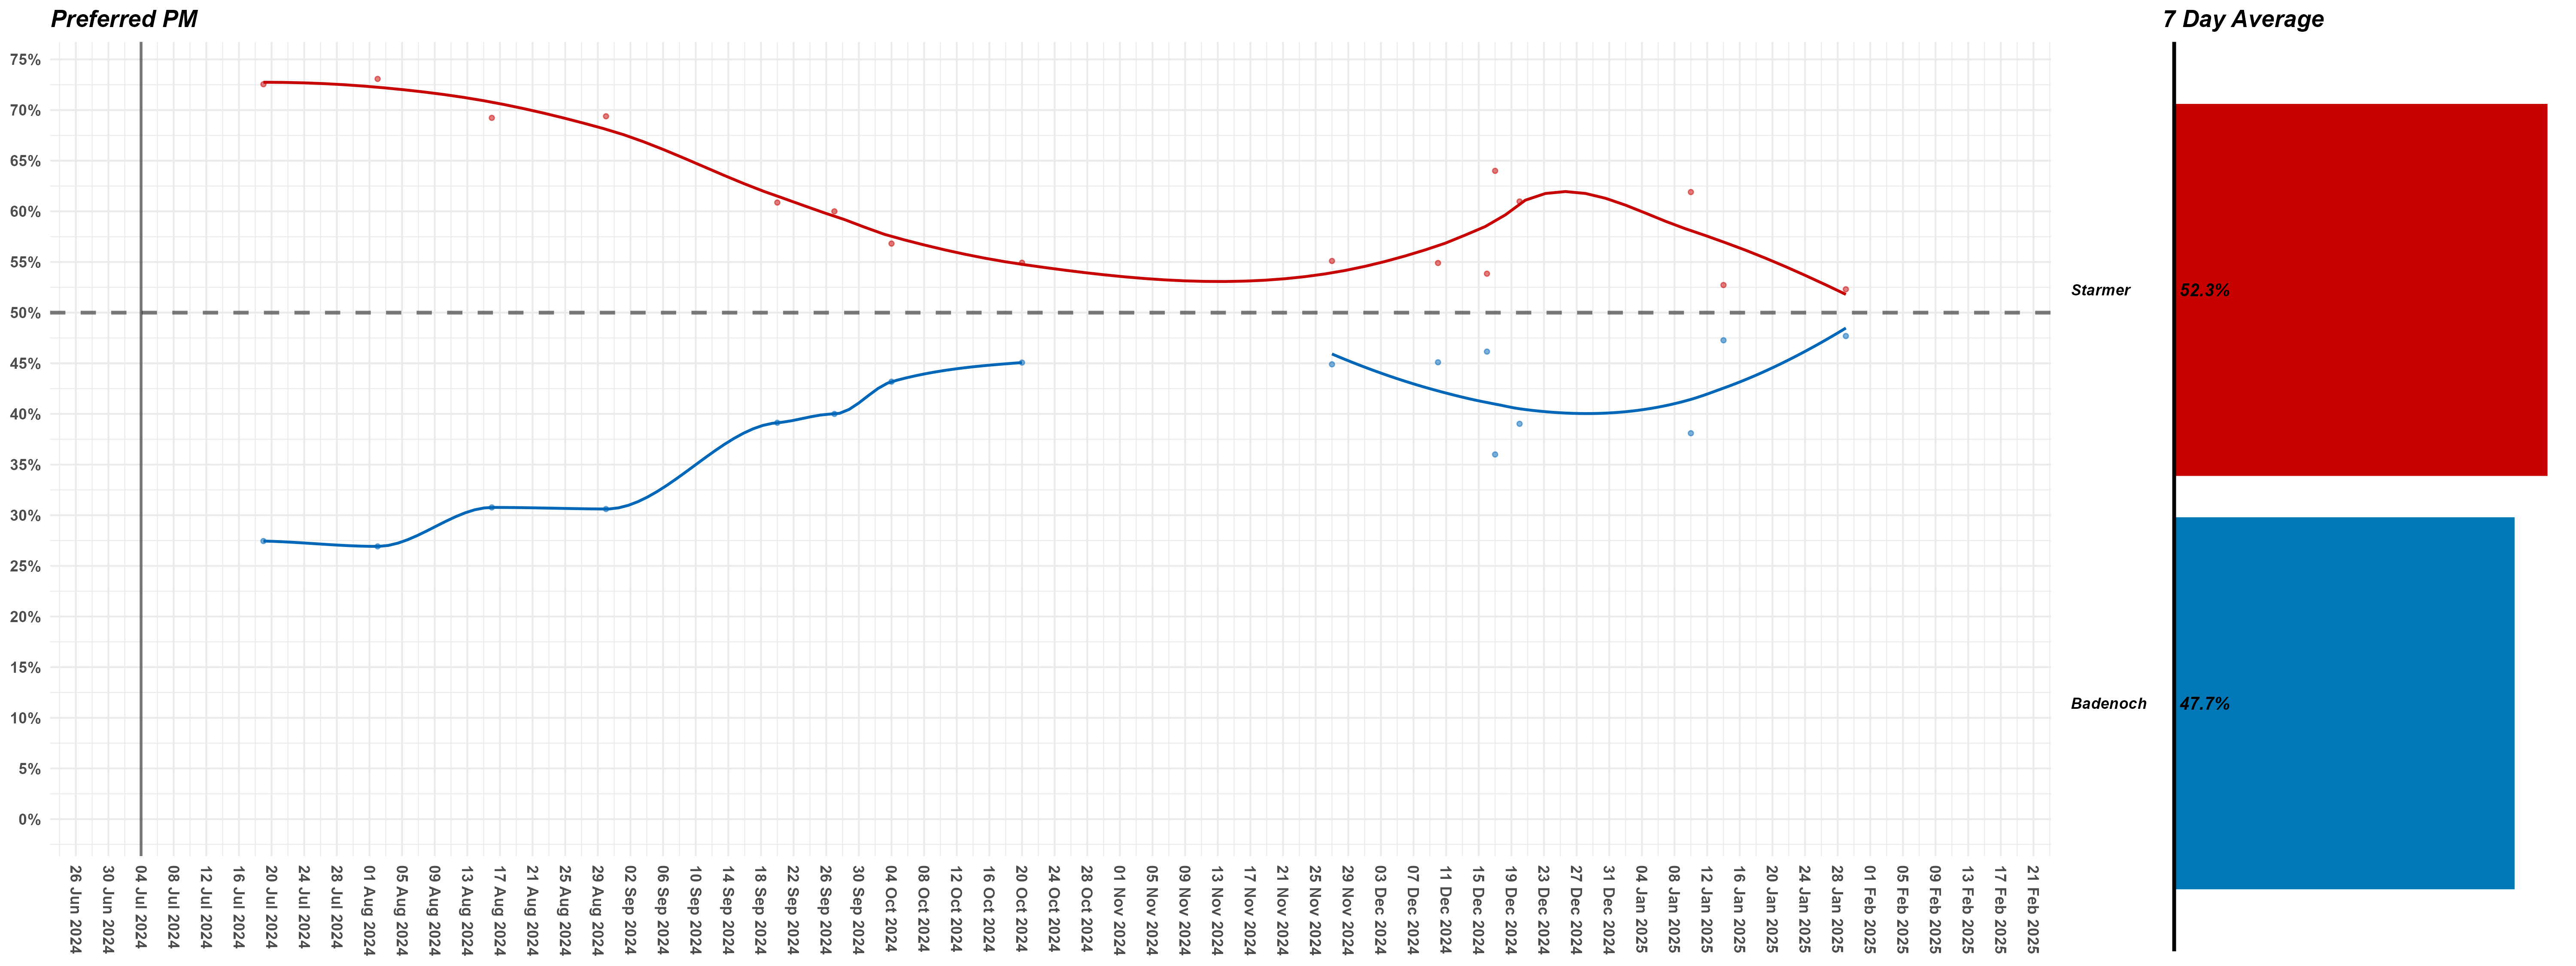 Preferred PM
7 Day Average
75%
70%
65%
60%
55%
50%
45%
40%
35%
30%
25%
20%
15%
10%
5%
0%
26 Jun 2024
30 Jun 2024
04 Jul 2024
08 Jul 2024
12 Jul 2024
16 Jul 2024
20 Jul 2024
24 Jul 2024
28 Jul 2024
01 Aug 2024
05 Aug 2024
09 Aug 2024
13 Aug 2024
17 Aug 2024
21 Aug 2024
25 Aug 2024
29 Aug 2024
02 Sep 2024
06 Sep 2024
10 Sep 2024
14 Sep 2024
18 Sep 2024
22 Sep 2024
26 Sep 2024
30 Sep 2024
04 Oct 2024
08 Oct 2024
12 Oct 2024
16 Oct 2024
20 Oct 2024
24 Oct 2024
28 Oct 2024
01 Nov 2024
05 Nov 2024
09 Nov 2024
13 Nov 2024
17 Nov 2024
21 Nov 2024
25 Nov 2024
29 Nov 2024
03 Dec 2024
07 Dec 2024
11 Dec 2024
15 Dec 2024
19 Dec 2024
23 Dec 2024
27 Dec 2024
31 Dec 2024
04 Jan 2025
08 Jan 2025
12 Jan 2025
16 Jan 2025
20 Jan 2025
24 Jan 2025
28 Jan 2025
01 Feb 2025
05 Feb 2025
09 Feb 2025
13 Feb 2025
17 Feb 2025
21 Feb 2025
Starmer 52.3%
Badenoch 47.7%